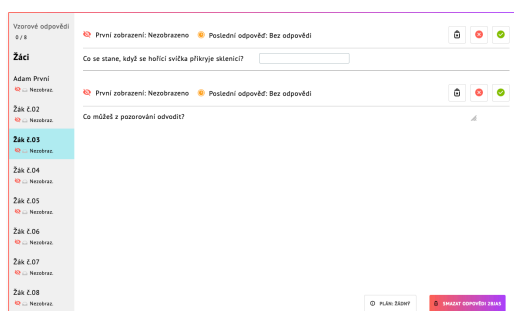 Vzorové odpovědi
0 / 8
Žáci
Adam První
Nezobraz.
Žák č.02
Nezobraz.
Žák č.03
Nezobraz.
Žák č.04
Nezobraz.
Žák č.05
Nezobraz.
Žák č.06
Nezobraz.
Žák č.07
Nezobraz.
Žák č.08
Nezobraz.
První zobrazení: Nezobrazeno Poslední odpověď: Bez odpovědi
Co se stane, když se hořící svíčka přikryje sklenicí?
První zobrazení: Nezobrazeno Poslední odpověď: Bez odpovědi
Co můžeš z pozorování odvodit?
PLÁN: ŽÁDNÝ
SMAZAT ODPOVĚDI